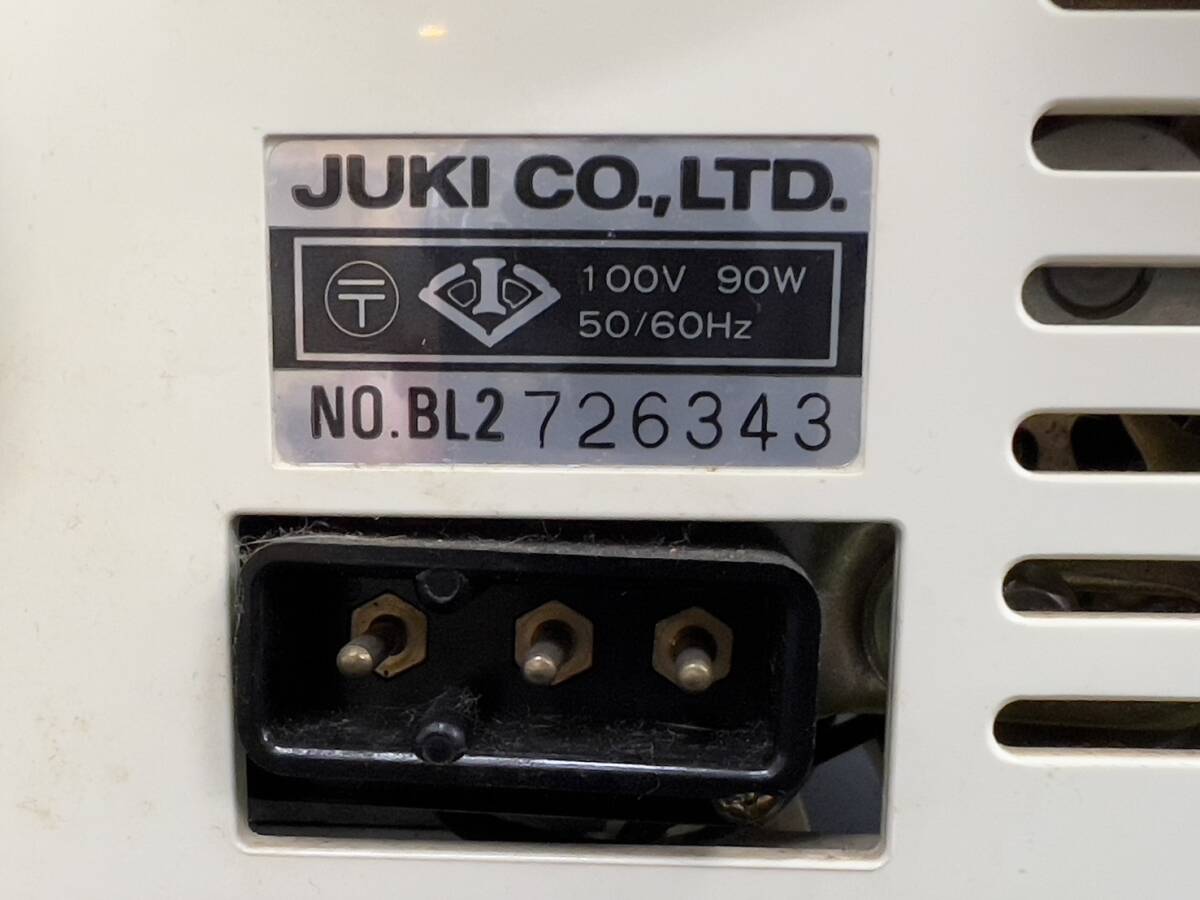 JUKI CO.,LTD.
〒 100V 90W
50/60Hz
NO.BL2 726343